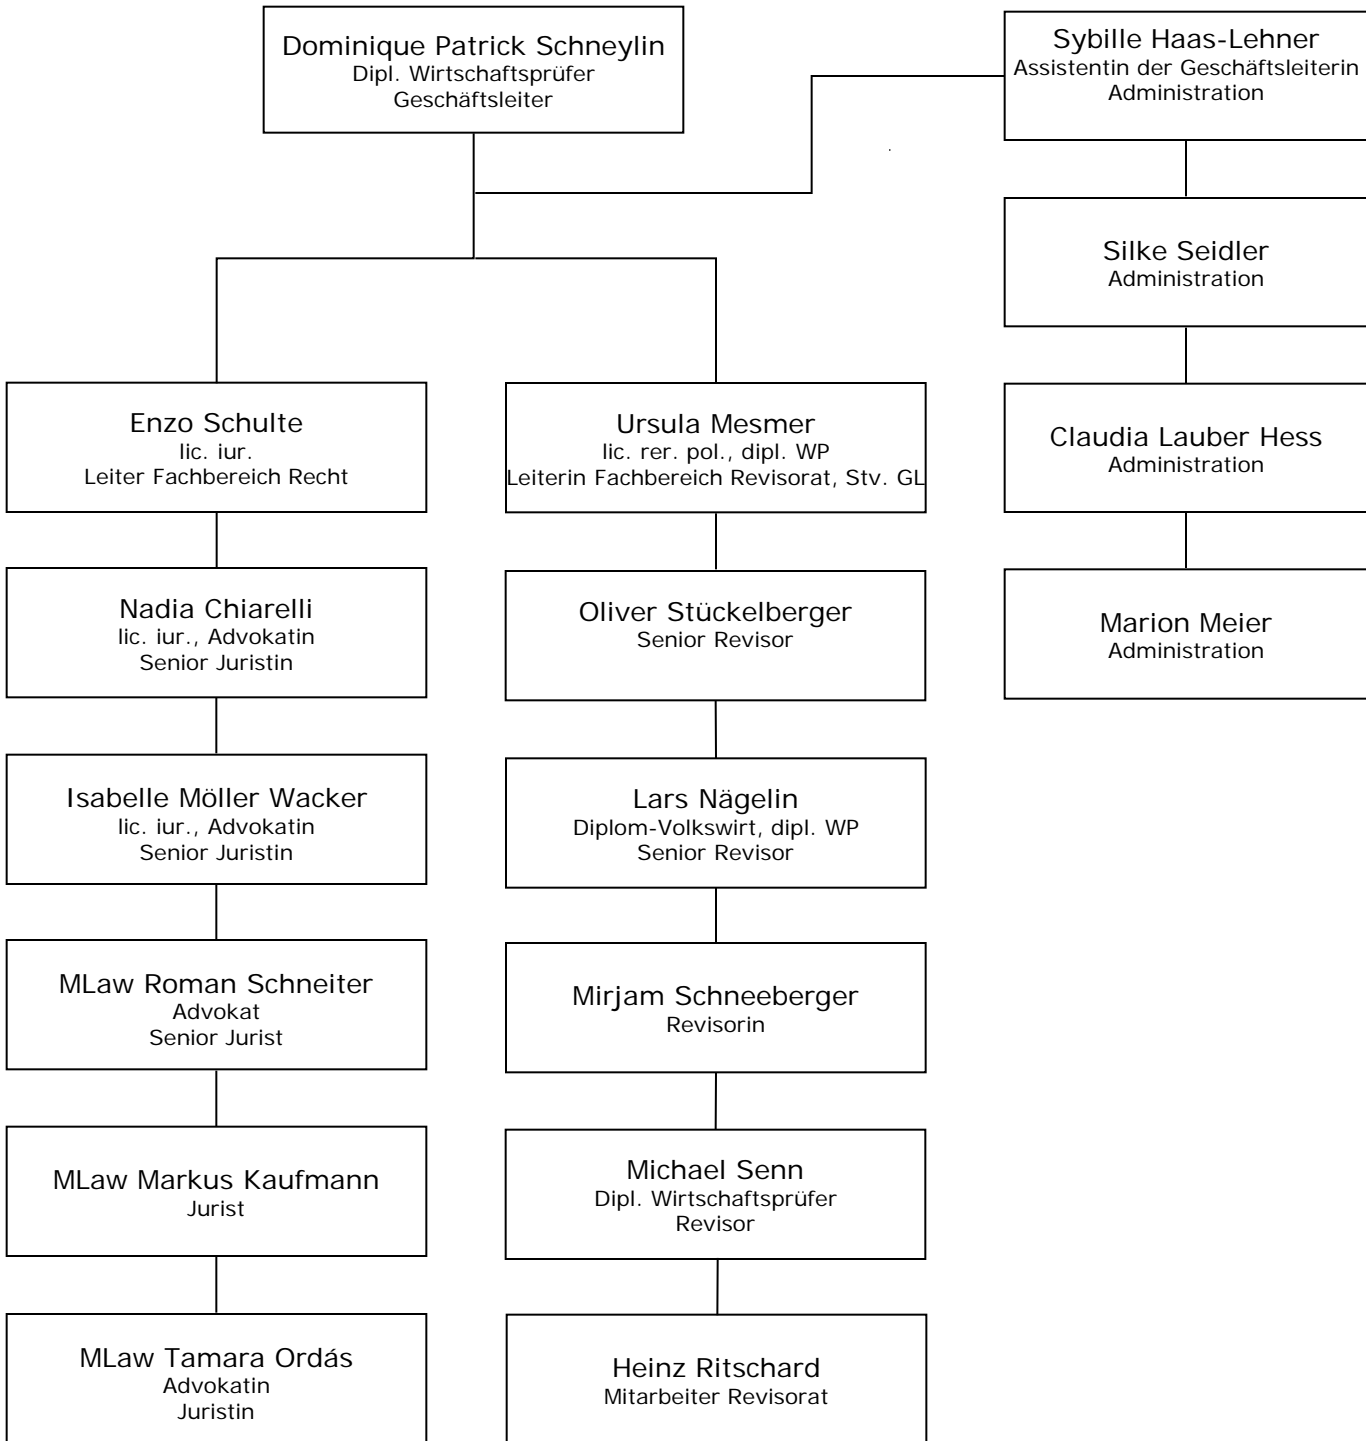 Dominique Patrick Schneylin
Dipl. Wirtschaftsprüfer
Geschäftsleiter
Sybille Haas-Lehner
Assistentin der Geschäftsleiterin
Administration
Silke Seidler
Administration
Claudia Lauber Hess
Administration
Marion Meier
Administration
Enzo Schulte
lic. iur.
Leiter Fachbereich Recht
Nadia Chiarelli
lic. iur., Advokatin
Senior Juristin
Isabelle Möller Wacker
lic. iur., Advokatin
Senior Juristin
MLaw Roman Schneiter
Advokat
Senior Jurist
MLaw Markus Kaufmann
Jurist
MLaw Tamara Ordás
Advokatin
Juristin
Ursula Mesmer
lic. rer. pol., dipl. WP
Leiterin Fachbereich Revisorat, Stv. GL
Oliver Stückelberger
Senior Revisor
Lars Nägelin
Diplom-Volkswirt, dipl. WP
Senior Revisor
Mirjam Schneeberger
Revisorin
Michael Senn
Dipl. Wirtschaftsprüfer
Revisor
Heinz Ritschard
Mitarbeiter Revisorat